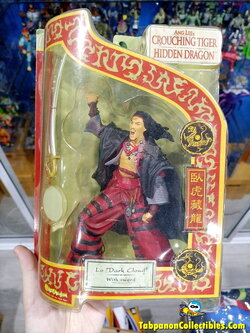 ANG LEE's
CROUCHING TIGER
HIDDEN DRAGON
臥虎藏龍
Lo "Dark Cloud"
With sword
TabpanonCollectibles.com